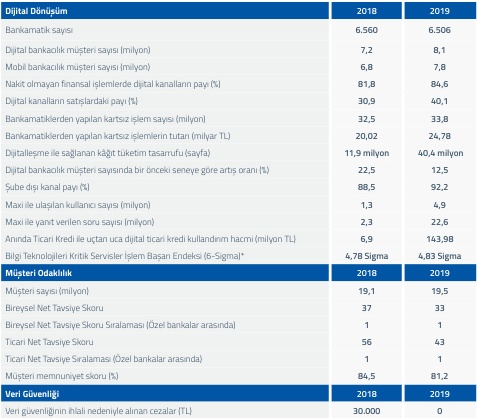 Dijital Dönüşüm 2018 2019
Bankamatik sayısı 6.560 6.506
Dijital bankacılık müşteri sayısı (milyon) 7,2 8,1
Mobil bankacılık müşteri sayısı (milyon) 6,8 7,8
Nakit olmayan finansal işlemlerde dijital kanalların payı (%) 81,8 84,6
Dijital kanalların satışlardaki payı (%) 30,9 40,1
Bankamatiklerden yapılan kartsız işlem sayısı (milyon) 32,5 33,8
Bankamatiklerden yapılan kartsız işlemlerin tutarı (milyar TL) 20,02 24,78
Dijitalleşme ile sağlanan kâğıt tüketim tasarrufu (sayfa) 11,9 milyon 40,4 milyon
Dijital bankacılık müşteri sayısında bir önceki seneye göre artış oranı (%) 22,5 12,5
Şube dışı kanal payı (%) 88,5 92,2
Maxi ile ulaşılan kullanıcı sayısı (milyon) 1,3 4,9
Maxi ile yanıt verilen soru sayısı (milyon) 2,3 22,6
Anında Ticari Kredi ile uçtan uca dijital ticari kredi kullandırım hacmi (milyon TL) 6,9 143,98
Bilgi Teknolojileri Kritik Servisler İşlem Başarı Endeksi (6-Sigma)* 4,78 Sigma 4,83 Sigma
Müşteri Odaklılık 2018 2019
Müşteri sayısı (milyon) 19,1 19,5
Bireysel Net Tavsiye Skoru 37 33
Bireysel Net Tavsiye Skoru Sıralaması (Özel bankalar arasında) 1 1
Ticari Net Tavsiye Skoru 56 43
Ticari Net Tavsiye Sıralaması (Özel bankalar arasında) 1 1
Müşteri memnuniyet skoru (%) 84,5 81,2
Veri Güvenliği 2018 2019
Veri güvenliğinin ihlali nedeniyle alınan cezalar (TL) 30.000 0